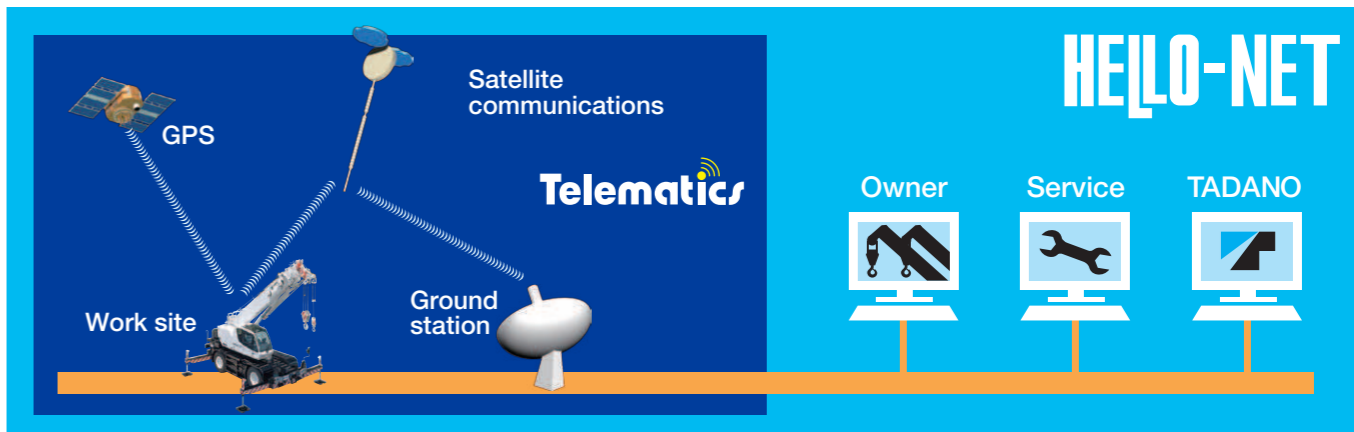 HELLO-NET
Satellite
communications
GPS
Telematics
Owner
Service
TADANO
Ground
station
Work site